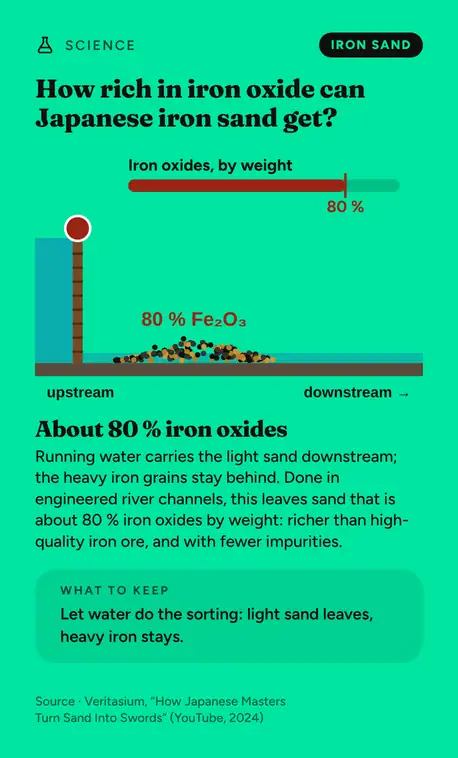 SCIENCE
IRON SAND
How rich in iron oxide can
Japanese iron sand get?
Iron oxides, by weight
80 %
80 % Fe₂O₃
upstream
downstream →
About 80 % iron oxides
Running water carries the light sand downstream;
the heavy iron grains stay behind. Done in
engineered river channels, this leaves sand that is
about 80 % iron oxides by weight: richer than high-
quality iron ore, and with fewer impurities.
WHAT TO KEEP
Let water do the sorting: light sand leaves,
heavy iron stays.
Source · Veritasium, “How Japanese Masters
Turn Sand Into Swords” (YouTube, 2024)